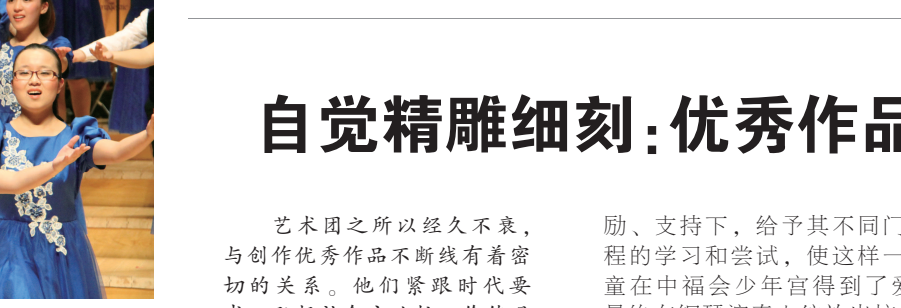 自觉精雕细刻：优秀作品
艺术团之所以经久不衰，
与创作优秀作品不断线有着密
切的关系。他们紧跟时代要
励、支持下，给予其不同门
程的学习和尝试，使这样一
童在中福会少年宫得到了爱